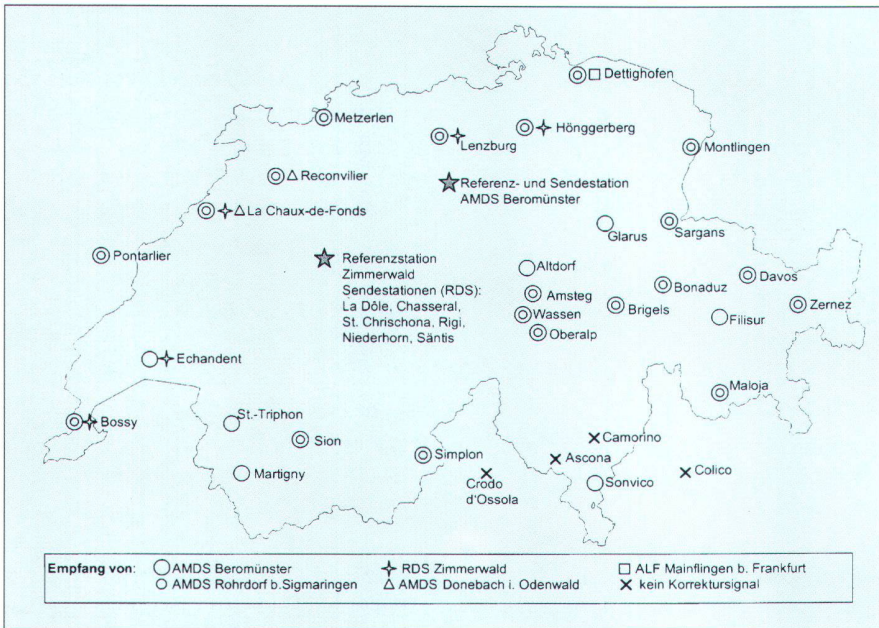 Dettighofen
Metzerlen
Lenzburg
Hönggerberg
Montlingen
Reconvilier
Referenz- und Sendestation
AMDS Beromünster
La Chaux-de-Fonds
Glarus
Sargans
Pontarlier
Referenzstation
Zimmerwald
Sendestationen (RDS):
La Dôle, Chasseral,
St. Chrischona, Rigi,
Niederhorn, Säntis
Altdorf
Amsteg
Wassen
Oberalp
Brigels
Bonaduz
Davos
Zernez
Filisur
Echandent
Maloja
Bossy
St.-Triphon
Sion
Martigny
Simplon
Crodo
d'Ossola
Ascona
Camorino
Sonvico
Colico
Empfang von: AMDS Beromünster RDS Zimmerwald ALF Mainflingen b. Frankfurt
AMDS Rohrdorf b.Sigmaringen AMDS Donebach i. Odenwald kein Korrektursignal